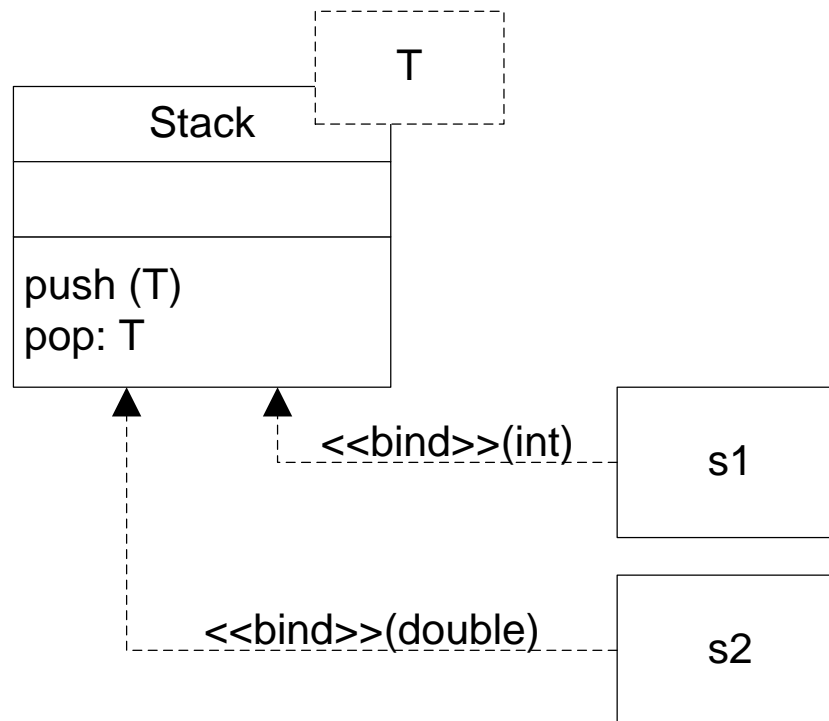 T
Stack
push (T)
pop: T
<<bind>>(int)
s1
<<bind>>(double)
s2